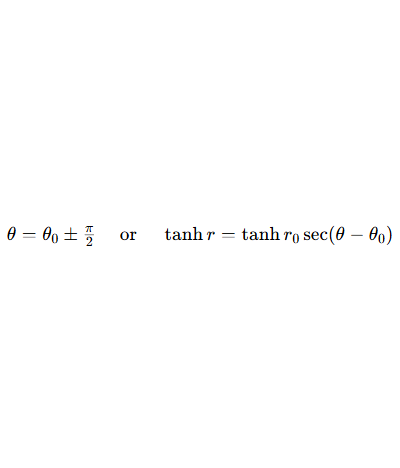 θ = θ₀ ± π/2 or tanh r = tanh r₀ sec(θ − θ₀)